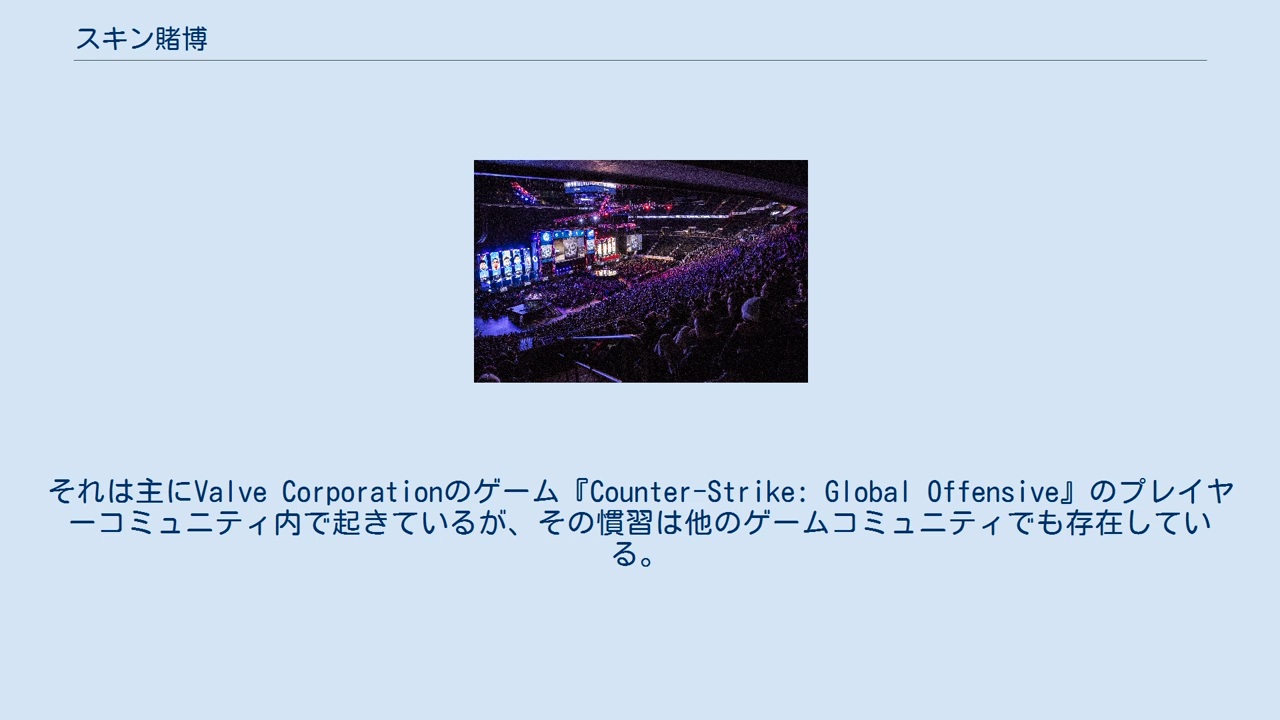 スキン賭博
それは主にValve Corporationのゲーム『Counter-Strike: Global Offensive』のプレイヤ
ーコミュニティ内で起きているが、その慣習は他のゲームコミュニティでも存在してい
る。